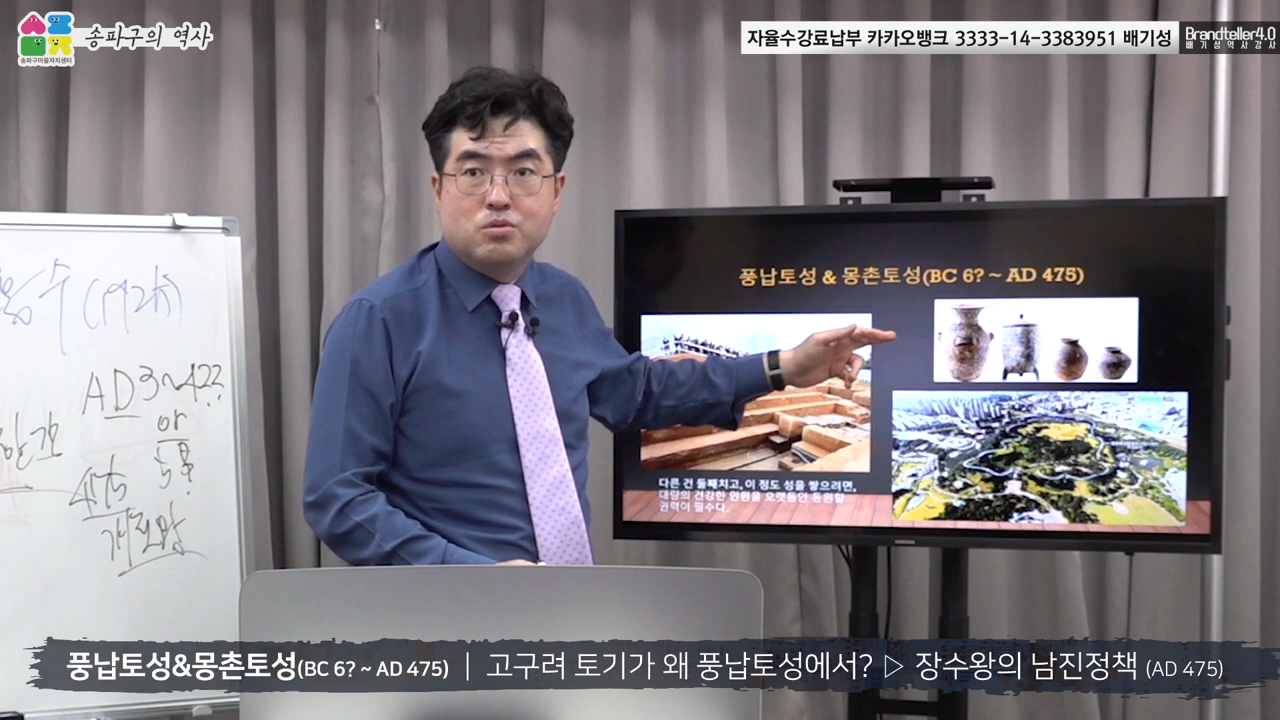 송파구의 역사
송파구마을자치센터
자율수강료납부 카카오뱅크 3333-14-3383951 배기성
Brandteller4.0
배기성역사강사
수(192)
AD 3~4??
or
5?
풍납토성 & 몽촌토성(BC 6? ~ AD 475)
다른 건 둘째치고, 이 정도 성을 쌓으려면,
대량의 건강한 인원을 오랫동안 동원할
권력이 필수다.
풍납토성&몽촌토성(BC 6? ~ AD 475) | 고구려 토기가 왜 풍납토성에서? ▷ 장수왕의 남진정책 (AD 475)